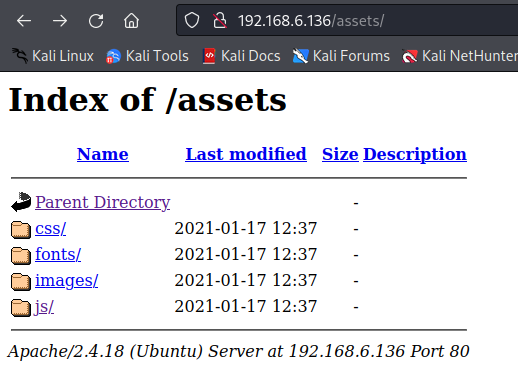 192.168.6.136/assets/
Kali Linux Kali Tools Kali Docs Kali Forums Kali NetHunter
Index of /assets
Name Last modified Size Description
Parent Directory -
css/ 2021-01-17 12:37 -
fonts/ 2021-01-17 12:37 -
images/ 2021-01-17 12:37 -
js/ 2021-01-17 12:37 -
Apache/2.4.18 (Ubuntu) Server at 192.168.6.136 Port 80